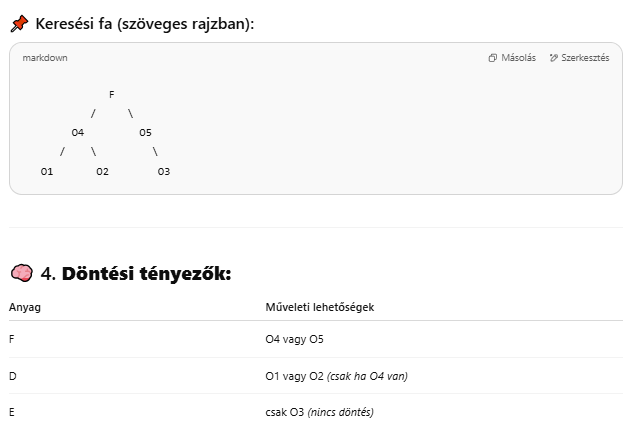 📌 Keresési fa (szöveges rajzban):
markdown Másolás Szerkesztés
F
/ \
O4 O5
/ \ \
O1 O2 O3
🧠 4. Döntési tényezők:
Anyag Műveleti lehetőségek
F O4 vagy O5
D O1 vagy O2 (csak ha O4 van)
E csak O3 (nincs döntés)